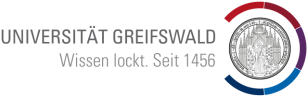 UNIVERSITÄT GREIFSWALD
Wissen lockt. Seit 1456